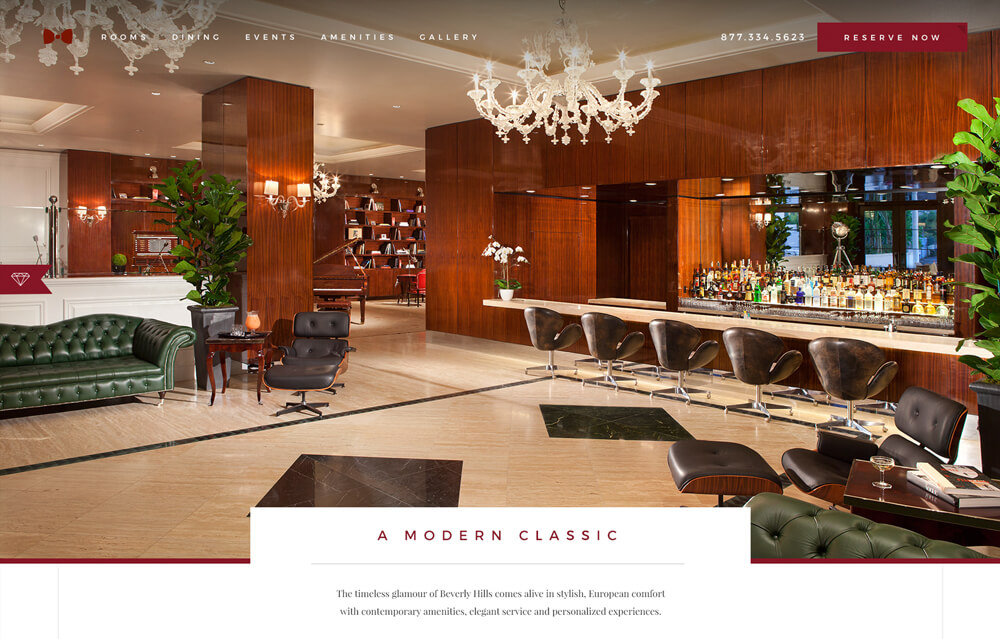 ROOMS DINING EVENTS AMENITIES GALLERY 877.334.5623 RESERVE NOW
A MODERN CLASSIC
The timeless glamour of Beverly Hills comes alive in stylish, European comfort
with contemporary amenities, elegant service and personalized experiences.